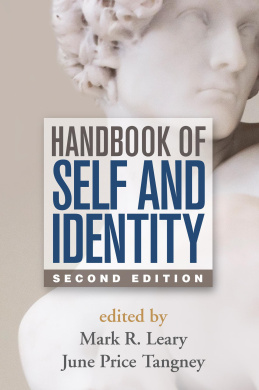 HANDBOOK OF
SELF AND
IDENTITY
SECOND EDITION
edited by
Mark R. Leary
June Price Tangney